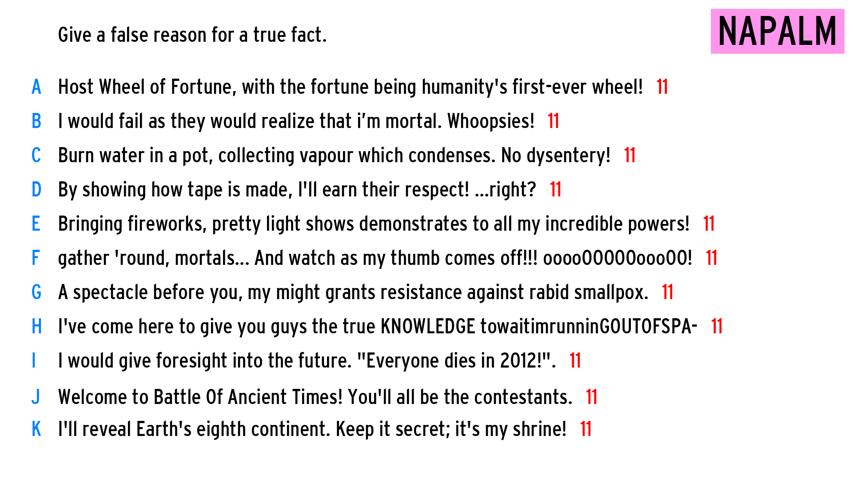 Give a false reason for a true fact.
NAPALM
A Host Wheel of Fortune, with the fortune being humanity's first-ever wheel! 11
B I would fail as they would realize that i'm mortal. Whoopsies! 11
C Burn water in a pot, collecting vapour which condenses. No dysentery! 11
D By showing how tape is made, I'll earn their respect! ...right? 11
E Bringing fireworks, pretty light shows demonstrates to all my incredible powers! 11
F gather 'round, mortals... And watch as my thumb comes off!!! oooo00000ooo00! 11
G A spectacle before you, my might grants resistance against rabid smallpox. 11
H I've come here to give you guys the true KNOWLEDGE towaitimrunninGOUTOFSPA- 11
I I would give foresight into the future. "Everyone dies in 2012!". 11
J Welcome to Battle Of Ancient Times! You'll all be the contestants. 11
K I'll reveal Earth's eighth continent. Keep it secret; it's my shrine! 11